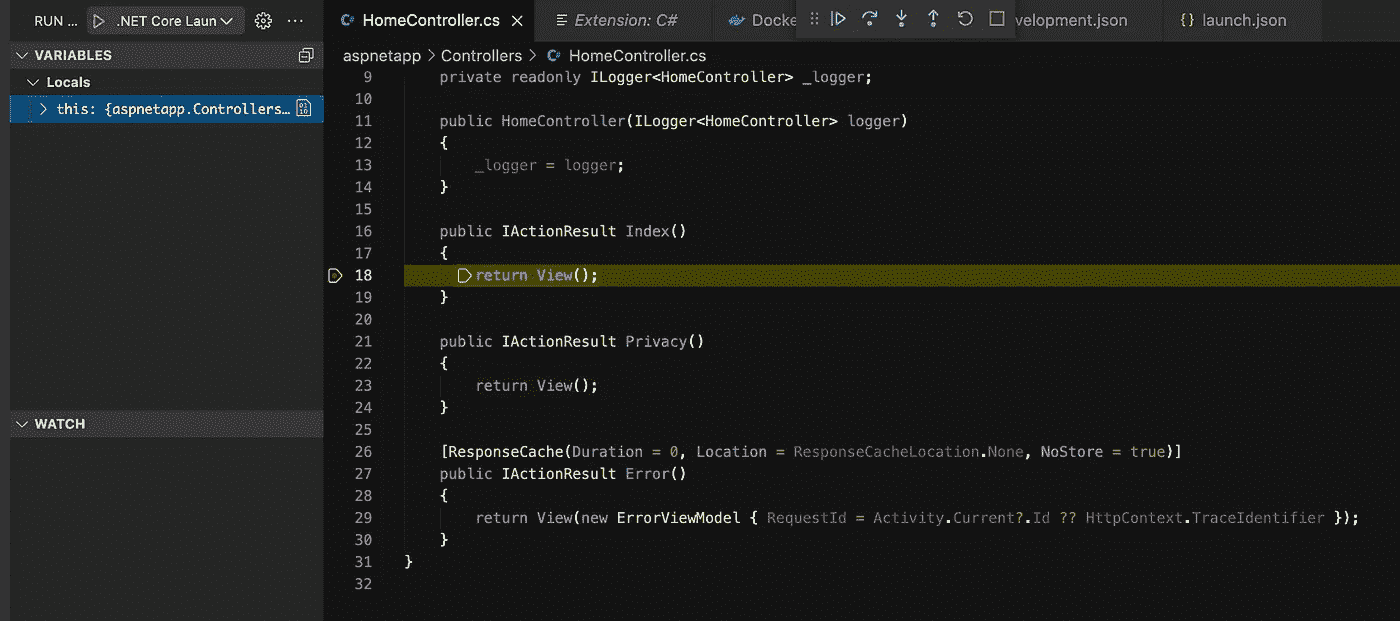 RUN ... .NET Core Laun ...
HomeController.cs
Extension: C#
Docke
velopment.json
{} launch.json
VARIABLES
Locals
this: {aspnetapp.Controllers…
WATCH
aspnetapp > Controllers > HomeController.cs
9 private readonly ILogger<HomeController> _logger;
10
11 public HomeController(ILogger<HomeController> logger)
12 {
13 _logger = logger;
14 }
15
16 public IActionResult Index()
17 {
18 return View();
19 }
20
21 public IActionResult Privacy()
22 {
23 return View();
24 }
25
26 [ResponseCache(Duration = 0, Location = ResponseCacheLocation.None, NoStore = true)]
27 public IActionResult Error()
28 {
29 return View(new ErrorViewModel { RequestId = Activity.Current?.Id ?? HttpContext.TraceIdentifier });
30 }
31 }
32